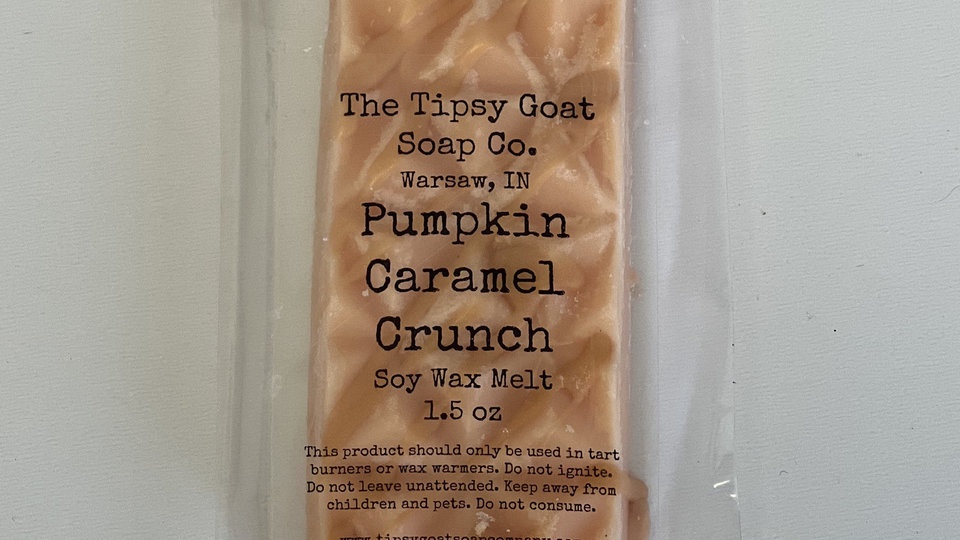 The Tipsy Goat
Soap Co.
Warsaw, IN
Pumpkin
Caramel
Crunch
Soy Wax Melt
1.5 oz
This product should only be used in tart
burners or wax warmers. Do not ignite.
Do not leave unattended. Keep away from
children and pets. Do not consume.